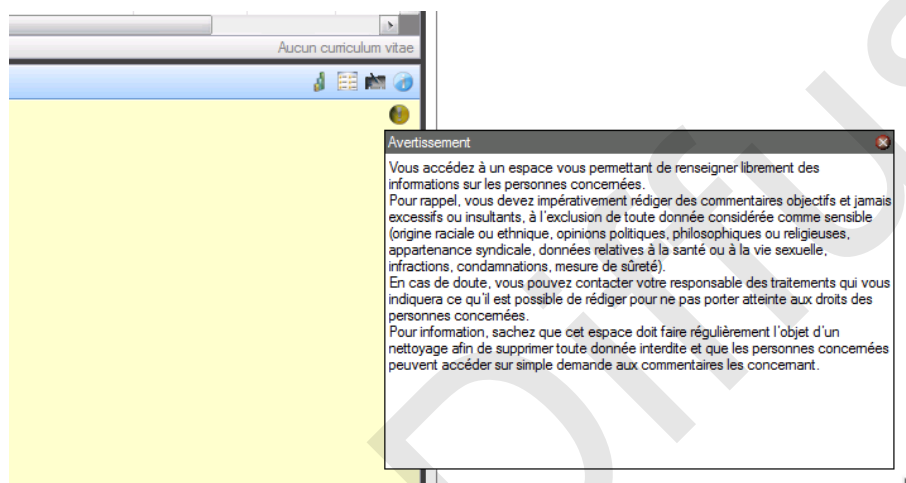 Aucun curriculum vitae
Avertissement
Vous accédez à un espace vous permettant de renseigner librement des
informations sur les personnes concernées.
Pour rappel, vous devez impérativement rédiger des commentaires objectifs et jamais
excessifs ou insultants, à l'exclusion de toute donnée considérée comme sensible
(origine raciale ou ethnique, opinions politiques, philosophiques ou religieuses,
appartenance syndicale, données relatives à la santé ou à la vie sexuelle,
infractions, condamnations, mesure de sûreté).
En cas de doute, vous pouvez contacter votre responsable des traitements qui vous
indiquera ce qu'il est possible de rédiger pour ne pas porter atteinte aux droits des
personnes concernées.
Pour information, sachez que cet espace doit faire régulièrement l'objet d'un
nettoyage afin de supprimer toute donnée interdite et que les personnes concernées
peuvent accéder sur simple demande aux commentaires les concernant.
Diffus